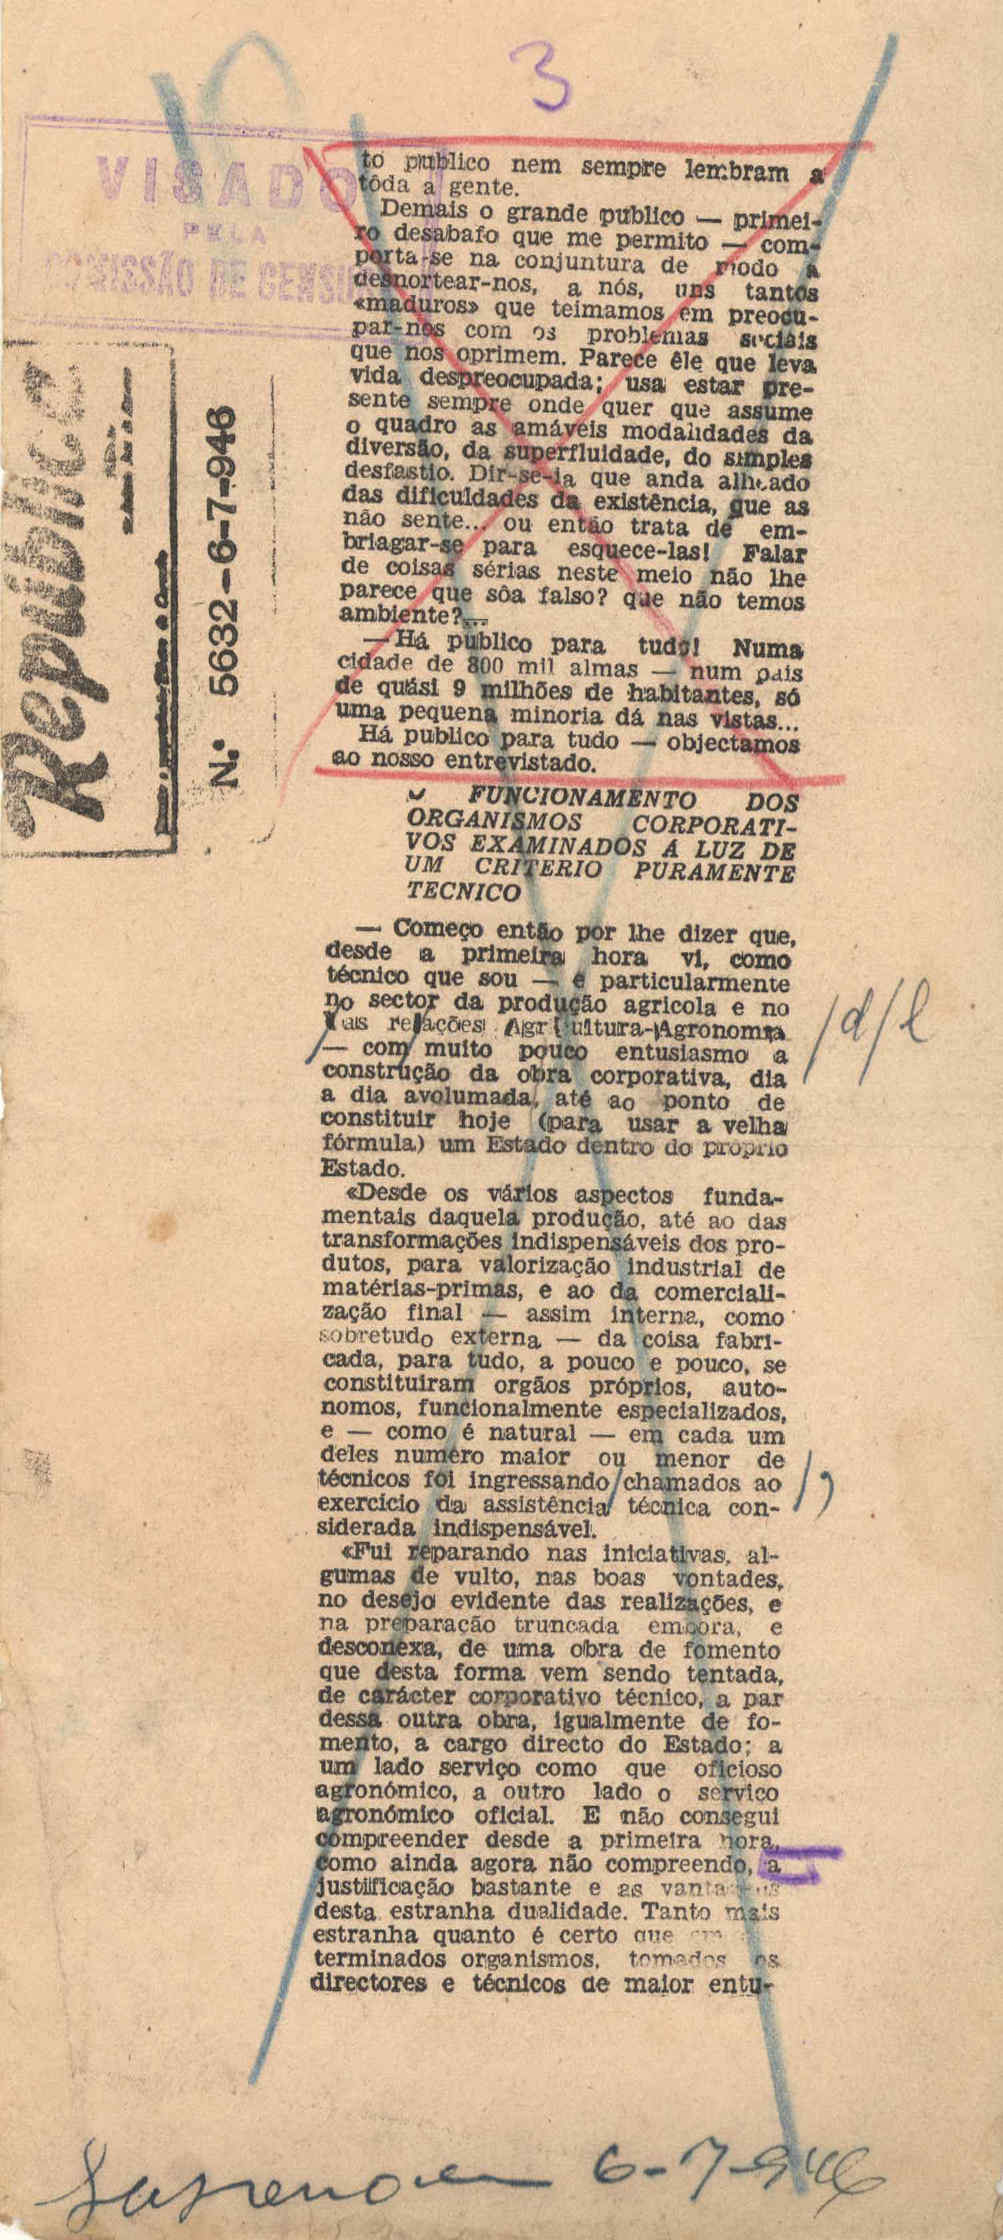 3
VISADO
PELA
COMISSÃO DE CENSU
República
N.º 5632-6-7-946
to publico nem sempre lembram a
tôda a gente.
Demais o grande publico — primei-
ro desabafo que me permito — com-
porta-se na conjuntura de modo a
desnortear-nos, a nós, uns tantos
«maduros» que teimamos em preocu-
par-nos com os problemas sociais
que nos oprimem. Parece êle que leva
vida despreocupada; usa estar pre-
sente sempre onde quer que assume
o quadro as amáveis modalidades da
diversão, da superfluidade, do simples
desfastio. Dir-se-ia que anda alheado
das dificuldades da existência, que as
não sente... ou então trata de em-
briagar-se para esquece-las! Falar
de coisas sérias neste meio não lhe
parece que sôa falso? que não temos
ambiente?...
— Há público para tudo! Numa
cidade de 800 mil almas — num pais
de quási 9 milhões de habitantes, só
uma pequena minoria dá nas vistas...
Há publico para tudo — objectamos
ao nosso entrevistado.
FUNCIONAMENTO DOS
ORGANISMOS CORPORATI-
VOS EXAMINADOS A LUZ DE
UM CRITERIO PURAMENTE
TECNICO
— Começo então por lhe dizer que,
desde a primeira hora vi, como
técnico que sou — e particularmente
no sector da produção agricola e no
das relações Agricultura-Agronomia /d/l
— com muito pouco entusiasmo a
construção da obra corporativa, dia
a dia avolumada, até ao ponto de
constituir hoje (para usar a velha
fórmula) um Estado dentro do próprio
Estado.
«Desde os vários aspectos funda-
mentais daquela produção, até ao das
transformações indispensáveis dos pro-
dutos, para valorização industrial de
matérias-primas, e ao da comerciali-
zação final — assim interna, como
sobretudo externa — da coisa fabri-
cada, para tudo, a pouco e pouco, se
constituiram orgãos próprios, auto-
nomos, funcionalmente especializados,
e — como é natural — em cada um
deles numero maior ou menor de
técnicos foi ingressando/chamados ao /,
exercicio da assistência técnica con-
siderada indispensável.
«Fui reparando nas iniciativas, al-
gumas de vulto, nas boas vontades,
no desejo evidente das realizações, e
na preparação truncada embora, e
desconexa, de uma obra de fomento
que desta forma vem sendo tentada,
de carácter corporativo técnico, a par
dessa outra obra, igualmente de fo-
mento, a cargo directo do Estado; a
um lado serviço como que oficioso
agronómico, a outro lado o serviço
agronómico oficial. E não consegui
compreender desde a primeira hora,
como ainda agora não compreendo, a
justificação bastante e as vantagens
desta estranha dualidade. Tanto mais
estranha quanto é certo que em
terminados organismos, tomados os
directores e técnicos de maior entu-
6-7-946